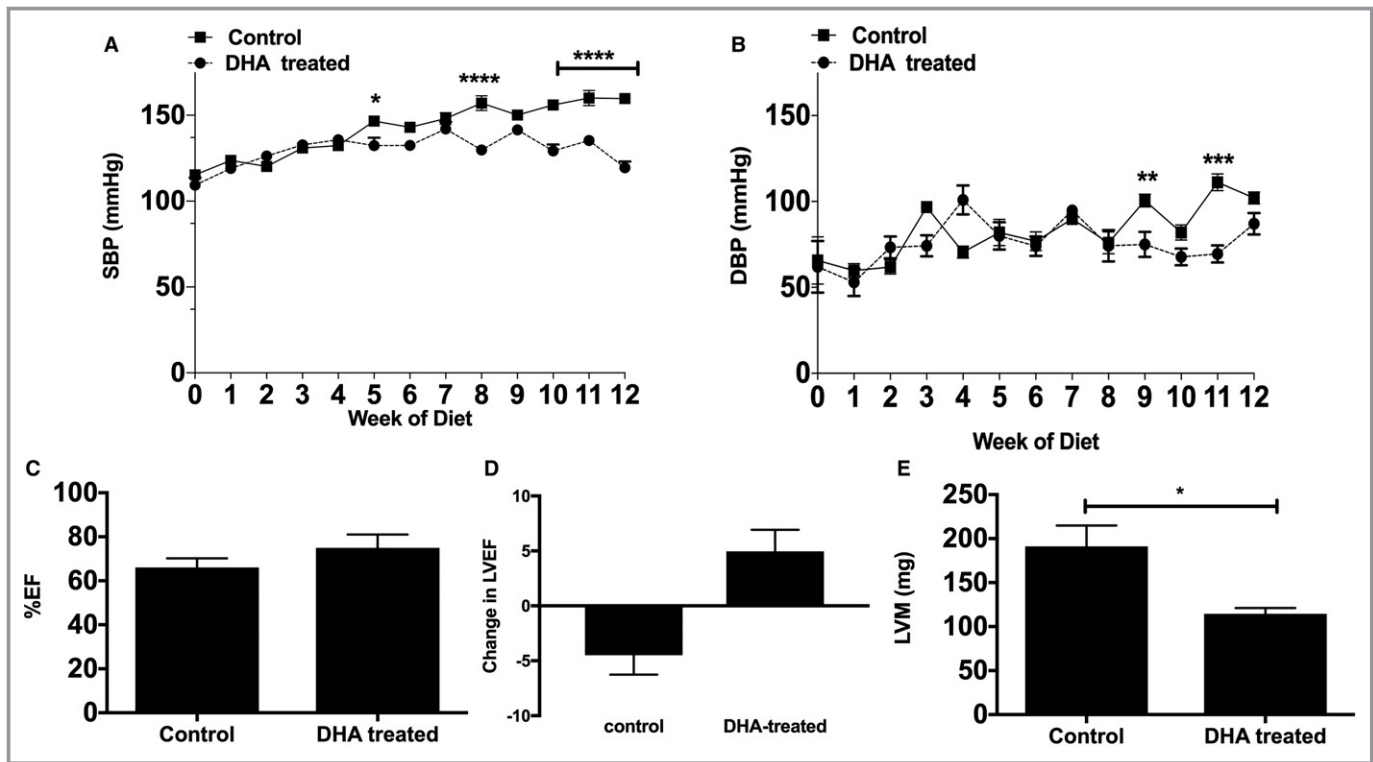 A
Control
DHA treated
*
****
****
150
100
50
0
SBP (mmHg)
0 1 2 3 4 5 6 7 8 9 10 11 12
Week of Diet
B
Control
DHA treated
**
***
150
100
50
0
DBP (mmHg)
0 1 2 3 4 5 6 7 8 9 10 11 12
Week of Diet
C
100
80
60
40
20
0
%EF
Control DHA treated
D
10
5
0
-5
-10
Change in LVEF
control DHA-treated
E
*
250
200
150
100
50
0
LVM (mg)
Control DHA treated